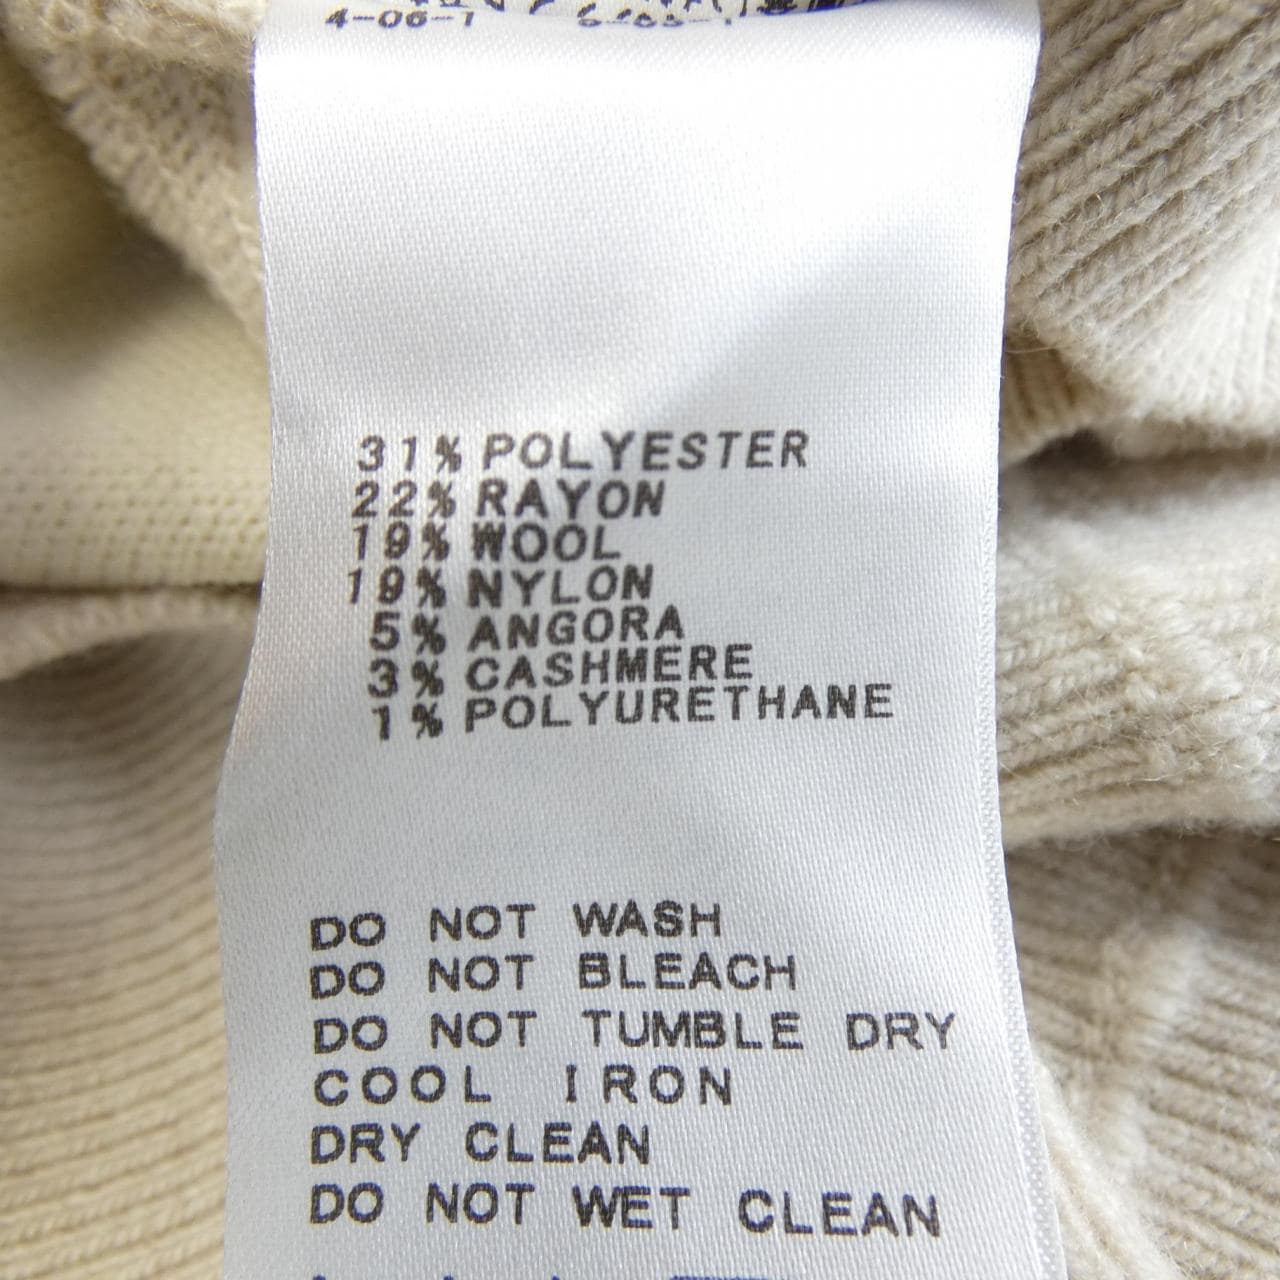 31% POLYESTER
22% RAYON
19% WOOL
19% NYLON
5% ANGORA
3% CASHMERE
1% POLYURETHANE
DO NOT WASH
DO NOT BLEACH
DO NOT TUMBLE DRY
COOL IRON
DRY CLEAN
DO NOT WET CLEAN